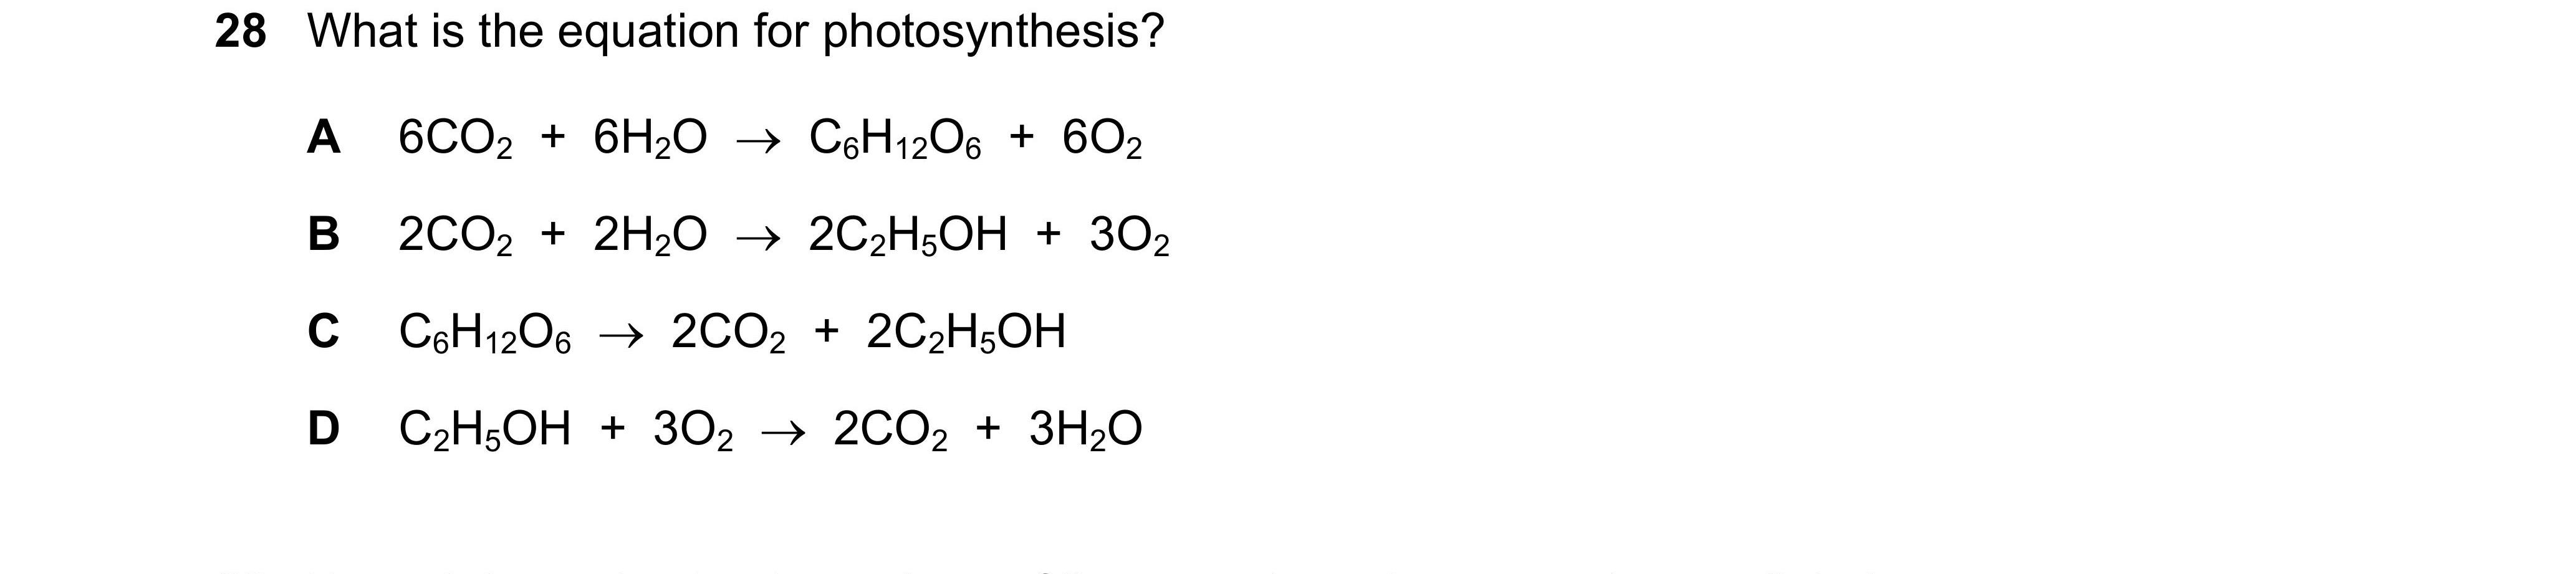 28 What is the equation for photosynthesis?
A 6CO₂ + 6H₂O → C₆H₁₂O₆ + 6O₂
B 2CO₂ + 2H₂O → 2C₂H₅OH + 3O₂
C C₆H₁₂O₆ → 2CO₂ + 2C₂H₅OH
D C₂H₅OH + 3O₂ → 2CO₂ + 3H₂O